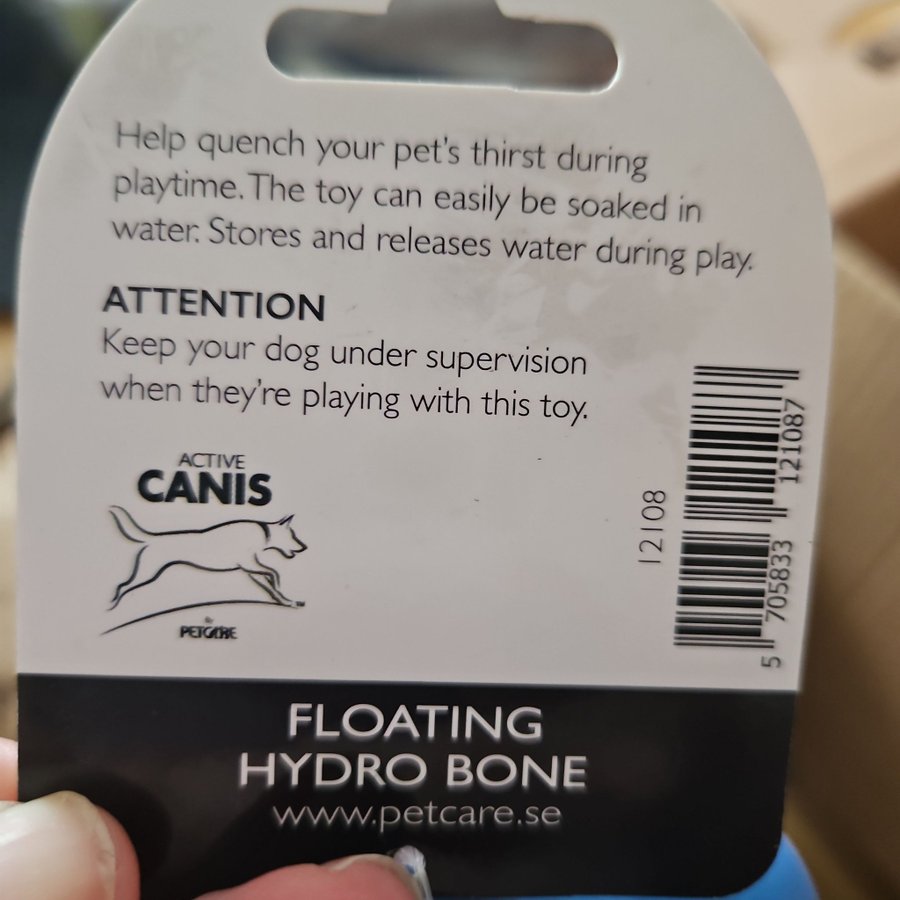 Help quench your pet's thirst during
playtime. The toy can easily be soaked in
water. Stores and releases water during play.
ATTENTION
Keep your dog under supervision
when they're playing with this toy.
ACTIVE
CANIS
By
PETCARE
12108
5 705833 121087
FLOATING
HYDRO BONE
www.petcare.se